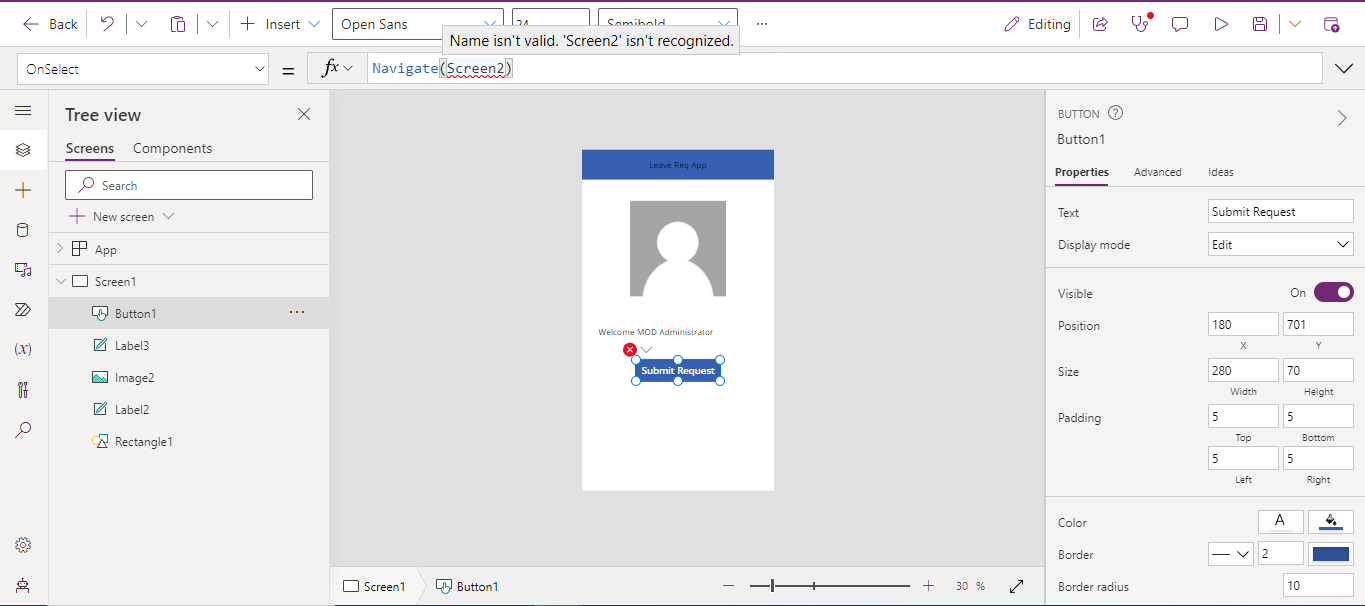 Back
Insert
Open Sans
24
Semibold
Editing
Name isn't valid. 'Screen2' isn't recognized.
OnSelect
=
fx
Navigate(Screen2)
Tree view
Screens
Components
Search
New screen
App
Screen1
Button1
Label3
Image2
Label2
Rectangle1
(x)
Leave Req App
Welcome MOD Administrator
Submit Request
Screen1
Button1
30 %
BUTTON
Button1
Properties
Advanced
Ideas
Text
Submit Request
Display mode
Edit
Visible
On
Position
180
701
X
Y
Size
280
70
Width
Height
Padding
5
5
Top
Bottom
5
5
Left
Right
Color
A
Border
2
Border radius
10